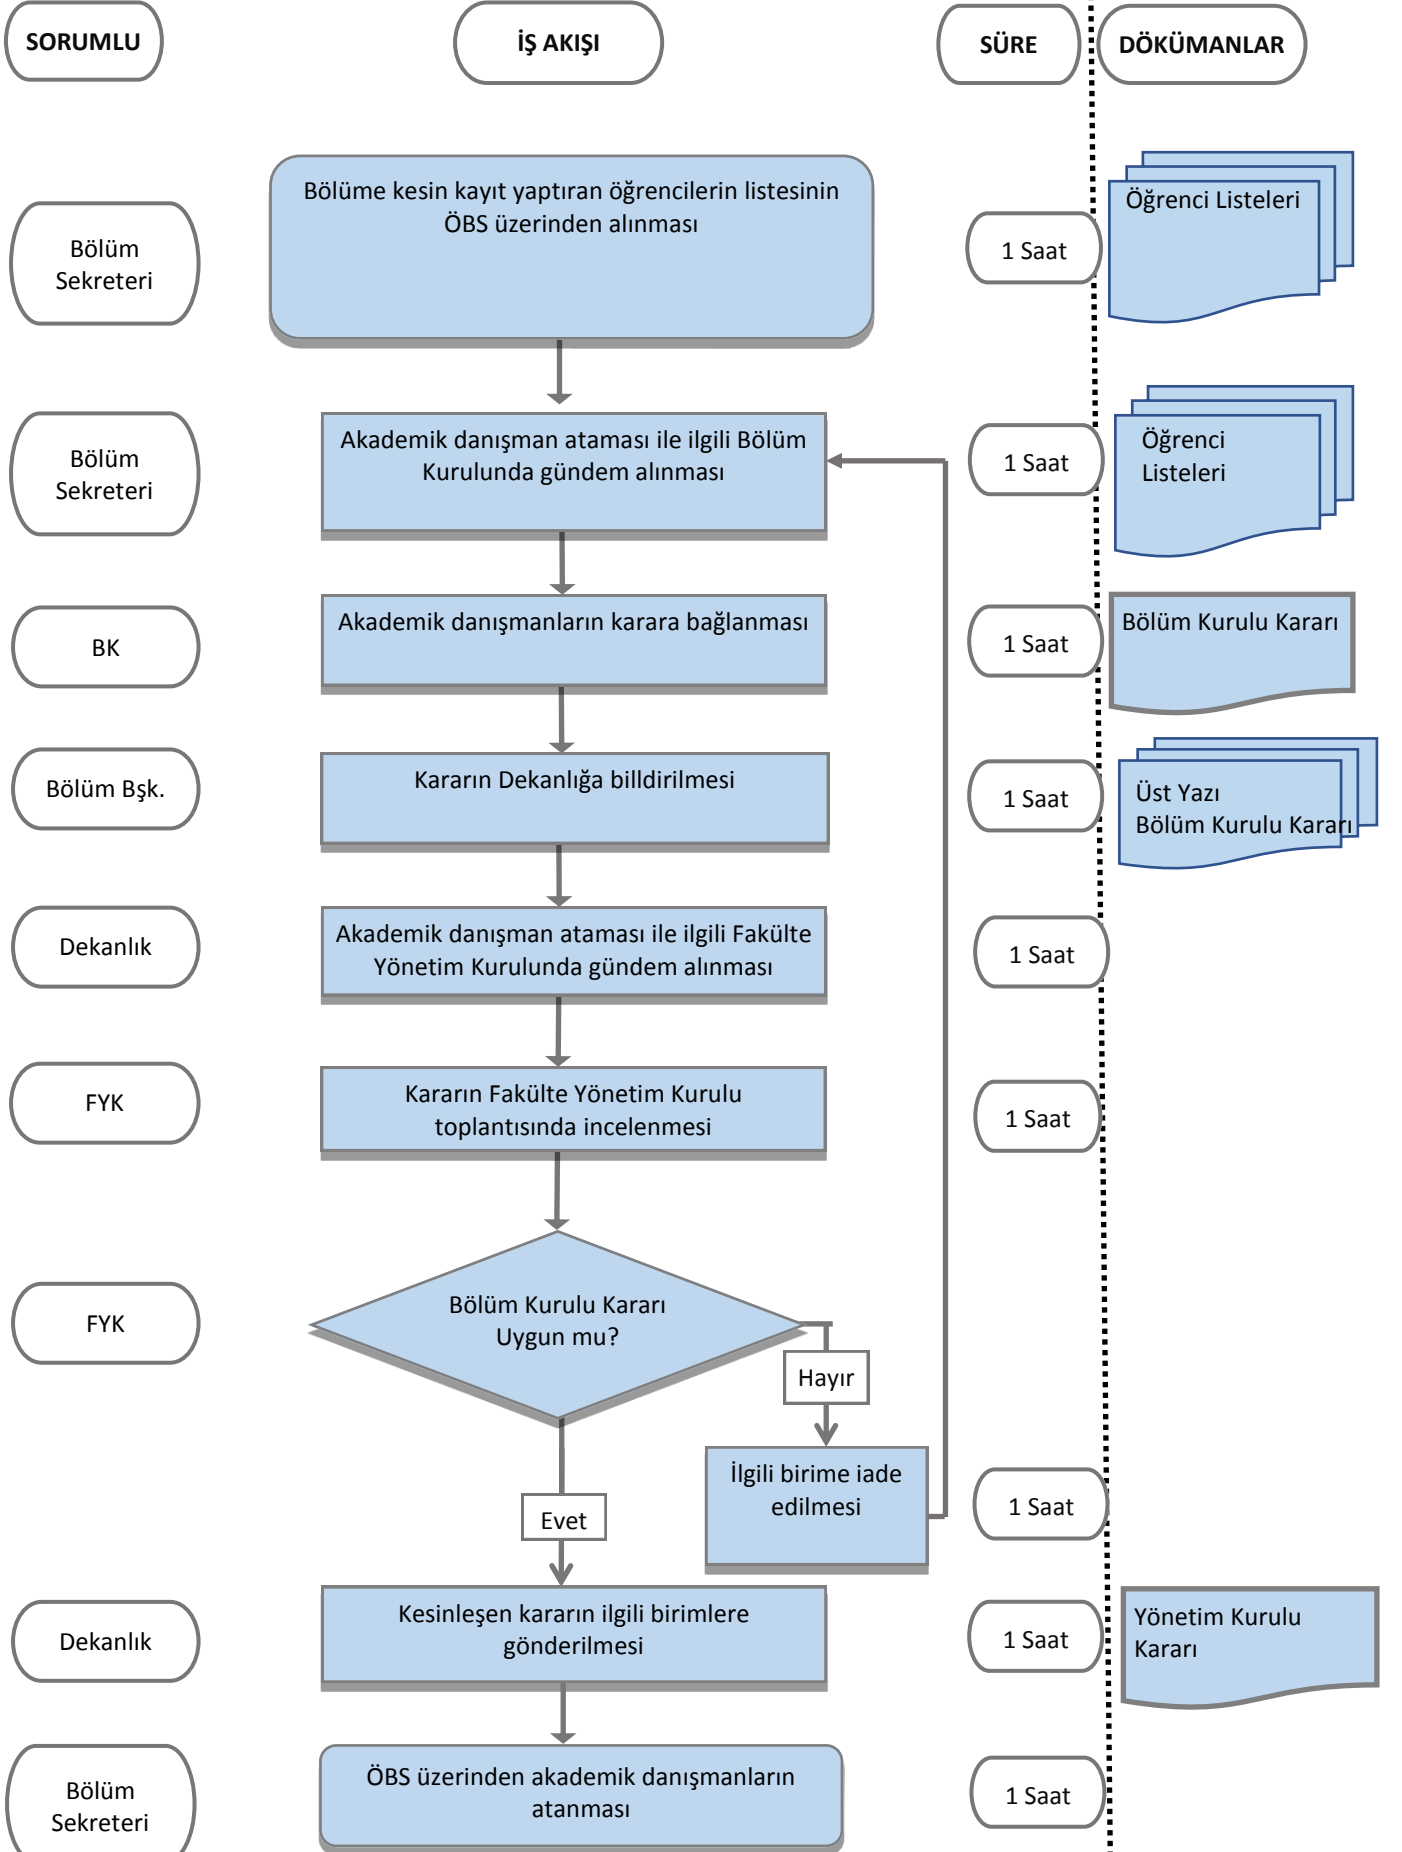 SORUMLU
İŞ AKIŞI
SÜRE
DÖKÜMANLAR
Bölüm
Sekreteri
Bölüme kesin kayıt yaptıran öğrencilerin listesinin
ÖBS üzerinden alınması
1 Saat
Öğrenci Listeleri
Bölüm
Sekreteri
Akademik danışman ataması ile ilgili Bölüm
Kurulunda gündem alınması
1 Saat
Öğrenci
Listeleri
BK
Akademik danışmanların karara bağlanması
1 Saat
Bölüm Kurulu Kararı
Bölüm Bşk.
Kararın Dekanlığa billdirilmesi
1 Saat
Üst Yazı
Bölüm Kurulu Kararı
Dekanlık
Akademik danışman ataması ile ilgili Fakülte
Yönetim Kurulunda gündem alınması
1 Saat
FYK
Kararın Fakülte Yönetim Kurulu
toplantısında incelenmesi
1 Saat
FYK
Bölüm Kurulu Kararı
Uygun mu?
Hayır
İlgili birime iade
edilmesi
1 Saat
Evet
Dekanlık
Kesinleşen kararın ilgili birimlere
gönderilmesi
1 Saat
Yönetim Kurulu
Kararı
Bölüm
Sekreteri
ÖBS üzerinden akademik danışmanların
atanması
1 Saat